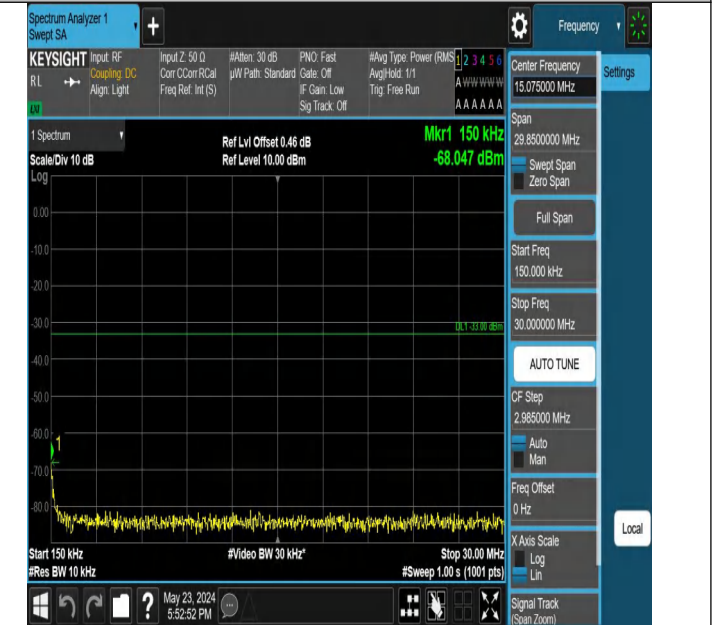 Spectrum Analyzer 1
Swept SA
+
Frequency
KEYSIGHT
RL
Input: RF
Coupling: DC
Align: Light
Input Z: 50 Ω
Corr CCorr RCal
Freq Ref: Int (S)
#Atten: 30 dB
µW Path: Standard
PNO: Fast
Gate: Off
IF Gain: Low
Sig Track: Off
#Avg Type: Power (RMS
Avg|Hold: 1/1
Trig: Free Run
1 2 3 4 5 6
A W W W W W
A A A A A A
1 Spectrum
Scale/Div 10 dB
Log
Ref Lvl Offset 0.46 dB
Ref Level 10.00 dBm
Mkr1 150 kHz
-68.047 dBm
0.00
-10.0
-20.0
-30.0
DL1 -33.00 dBm
-40.0
-50.0
-60.0
1
-70.0
-80.0
Start 150 kHz
#Video BW 30 kHz*
Stop 30.00 MHz
#Res BW 10 kHz
#Sweep 1.00 s (1001 pts)
?
May 23, 2024
5:52:52 PM
Center Frequency
15.075000 MHz
Settings
Span
29.8500000 MHz
Swept Span
Zero Span
Full Span
Start Freq
150.000 kHz
Stop Freq
30.000000 MHz
AUTO TUNE
CF Step
2.985000 MHz
Auto
Man
Freq Offset
0 Hz
X Axis Scale
Log
Lin
Local
Signal Track
(Span Zoom)